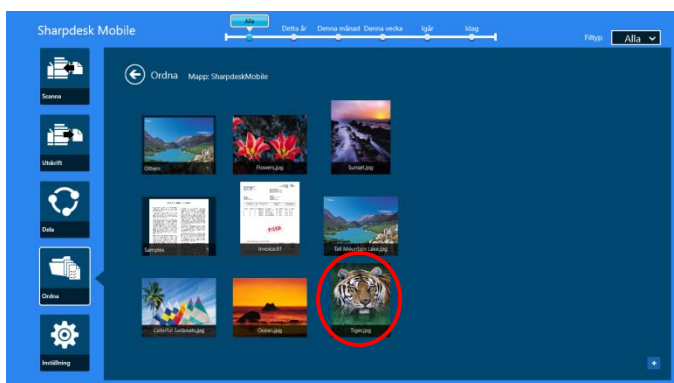 Sharpdesk Mobile
Alla
Detta år
Denna månad
Denna vecka
Igår
Idag
Filtyp
Alla
Scanna
Utskrift
Dela
Ordna
Inställning
Ordna
Mapp: SharpdeskMobile
Others 1
Flowers.jpg
Sunset.jpg
Samples
Invoice.tif
Tall Mountain Lake.jpg
PAID
Colorful Sailboats.jpg
Ocean.jpg
Tiger.jpg